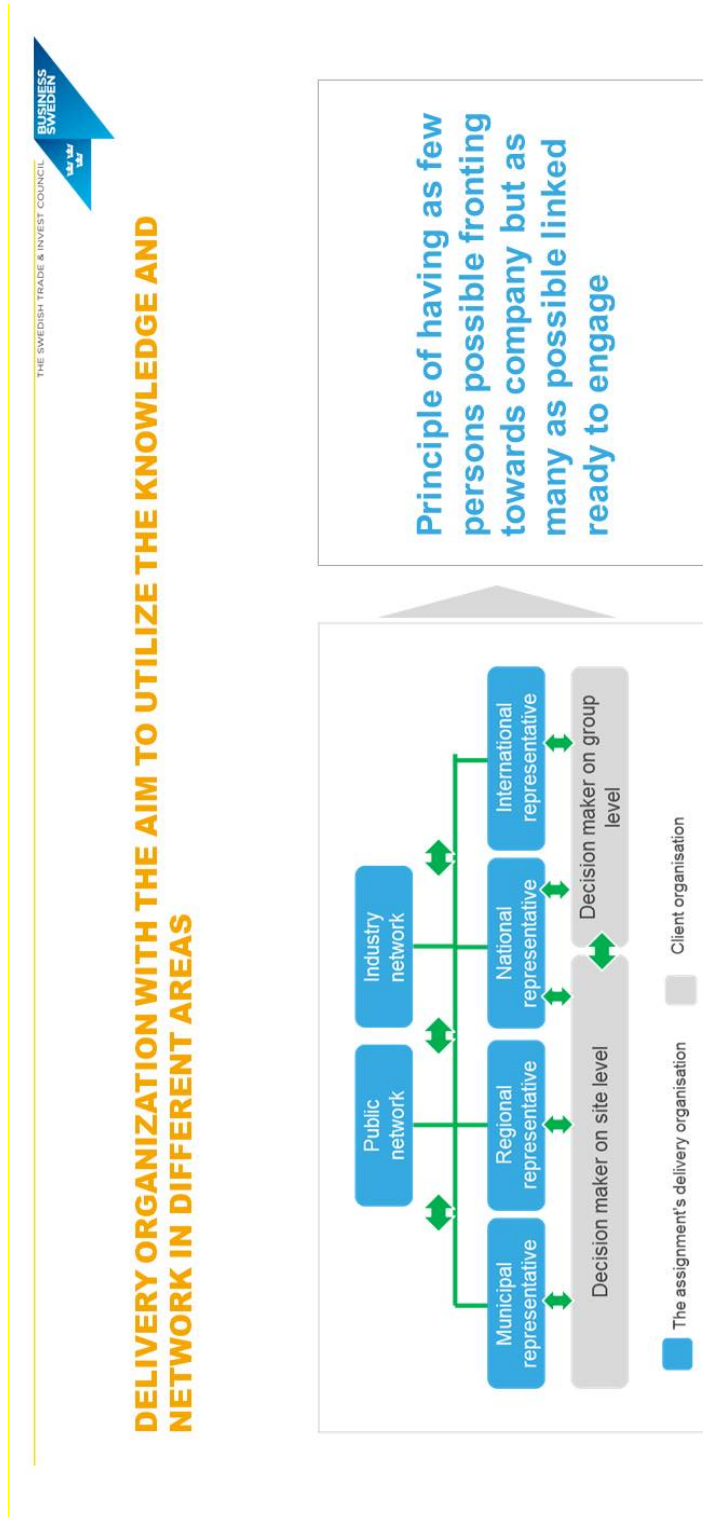 THE SWEDISH TRADE & INVEST COUNCIL
BUSINESS
SWEDEN
DELIVERY ORGANIZATION WITH THE AIM TO UTILIZE THE KNOWLEDGE AND
NETWORK IN DIFFERENT AREAS
Public
network
Industry
network
Municipal
representative
Regional
representative
National
representative
International
representative
Decision maker on site level
Decision maker on group
level
The assignment's delivery organisation
Client organisation
Principle of having as few
persons possible fronting
towards company but as
many as possible linked
ready to engage